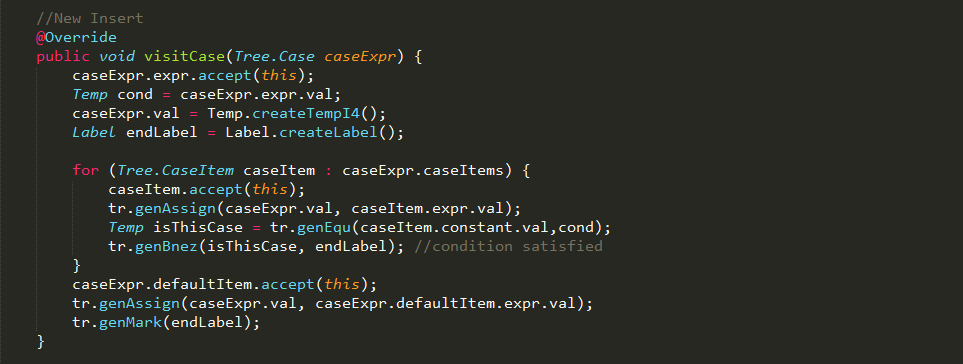 //New Insert
@Override
public void visitCase(Tree.Case caseExpr) {
    caseExpr.expr.accept(this);
    Temp cond = caseExpr.expr.val;
    caseExpr.val = Temp.createTempI4();
    Label endLabel = Label.createLabel();

    for (Tree.CaseItem caseItem : caseExpr.caseItems) {
        caseItem.accept(this);
        tr.genAssign(caseExpr.val, caseItem.expr.val);
        Temp isThisCase = tr.genEqu(caseItem.constant.val,cond);
        tr.genBnez(isThisCase, endLabel); //condition satisfied
    }
    caseExpr.defaultItem.accept(this);
    tr.genAssign(caseExpr.val, caseExpr.defaultItem.expr.val);
    tr.genMark(endLabel);
}